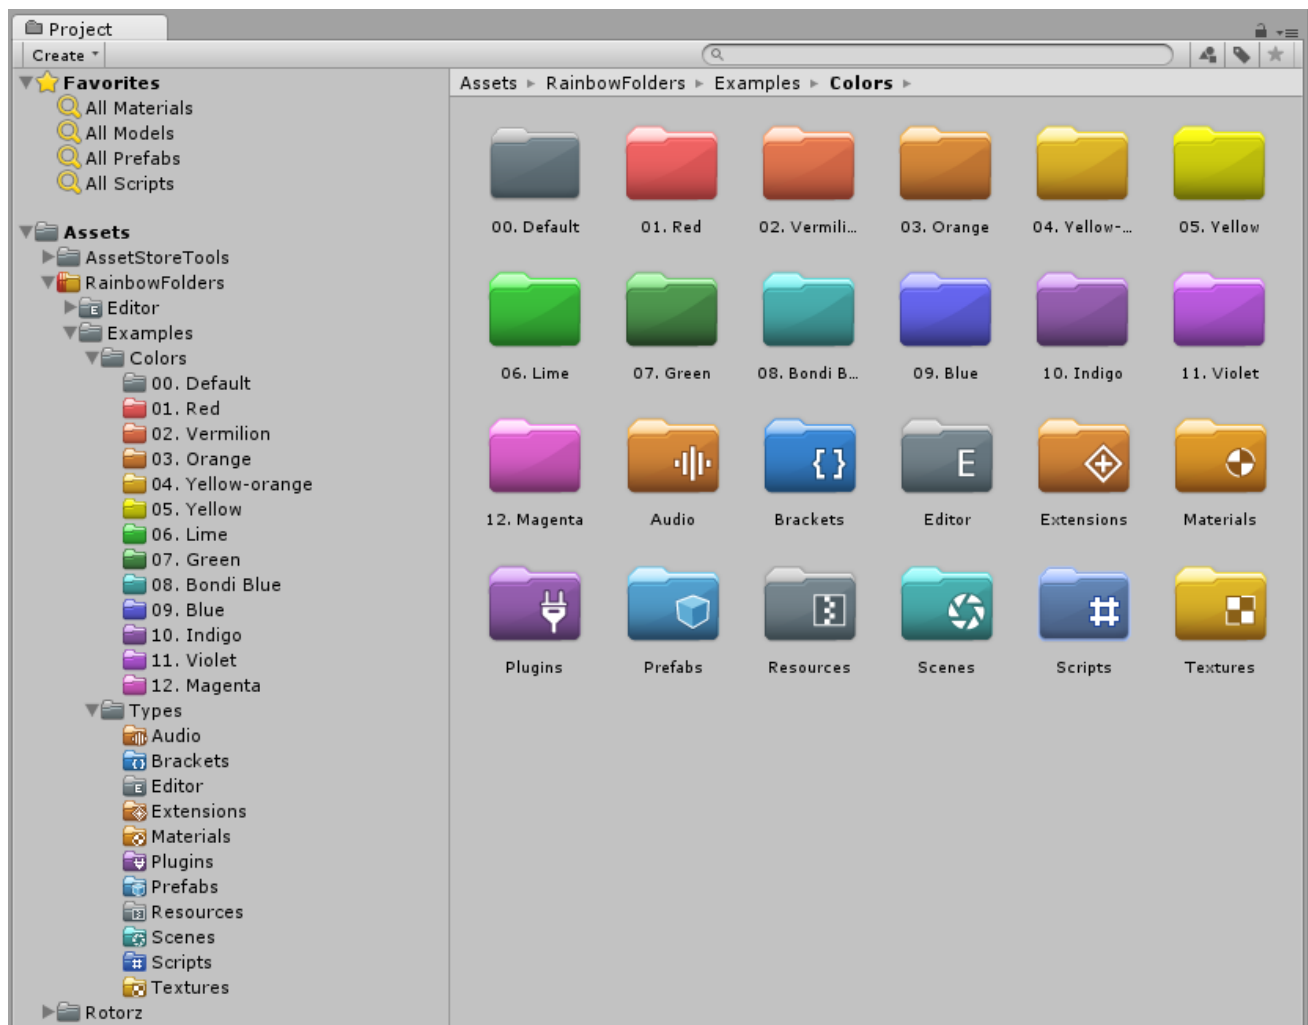 Project
Create
Favorites
All Materials
All Models
All Prefabs
All Scripts
Assets
AssetStoreTools
RainbowFolders
Editor
Examples
Colors
00. Default
01. Red
02. Vermilion
03. Orange
04. Yellow-orange
05. Yellow
06. Lime
07. Green
08. Bondi Blue
09. Blue
10. Indigo
11. Violet
12. Magenta
Types
Audio
Brackets
Editor
Extensions
Materials
Plugins
Prefabs
Resources
Scenes
Scripts
Textures
Rotorz
Assets RainbowFolders Examples Colors
00. Default 01. Red 02. Vermili... 03. Orange 04. Yellow-... 05. Yellow
06. Lime 07. Green 08. Bondi B... 09. Blue 10. Indigo 11. Violet
{} E
12. Magenta Audio Brackets Editor Extensions Materials
#
Plugins Prefabs Resources Scenes Scripts Textures